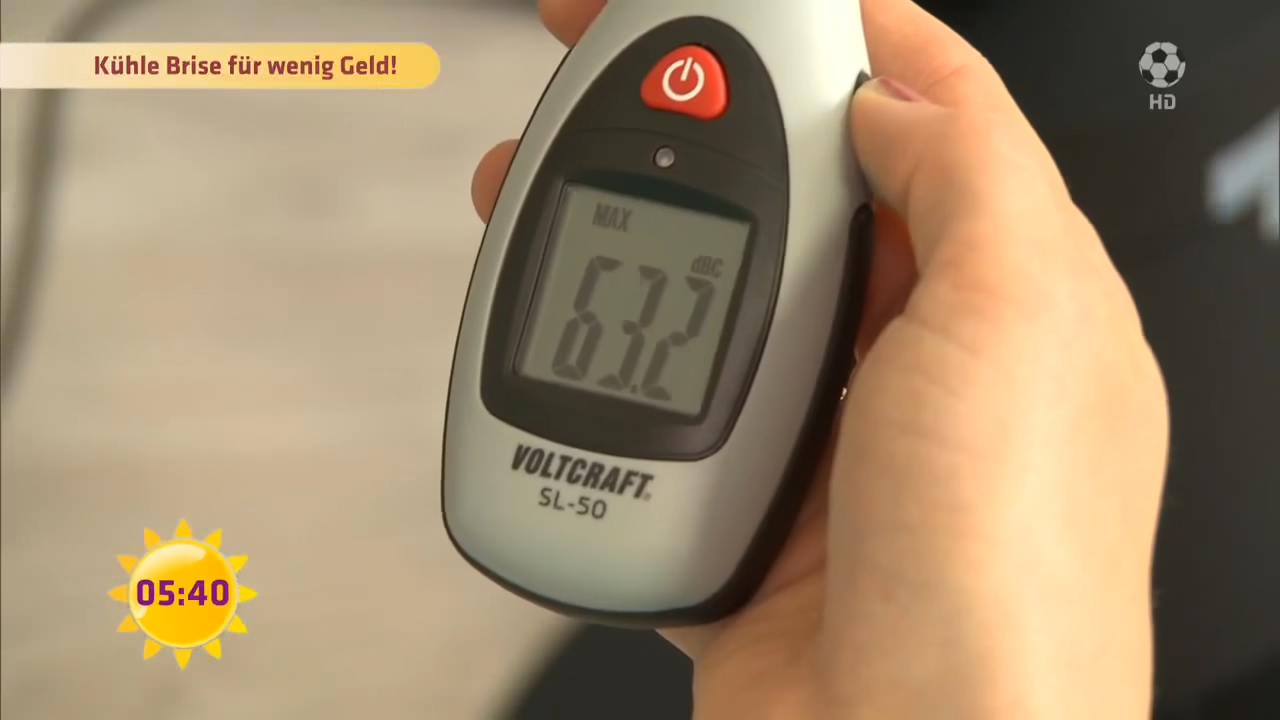 Kühle Brise für wenig Geld!
HD
MAX
dBC
63.2
VOLTCRAFT®
SL-50
05:40